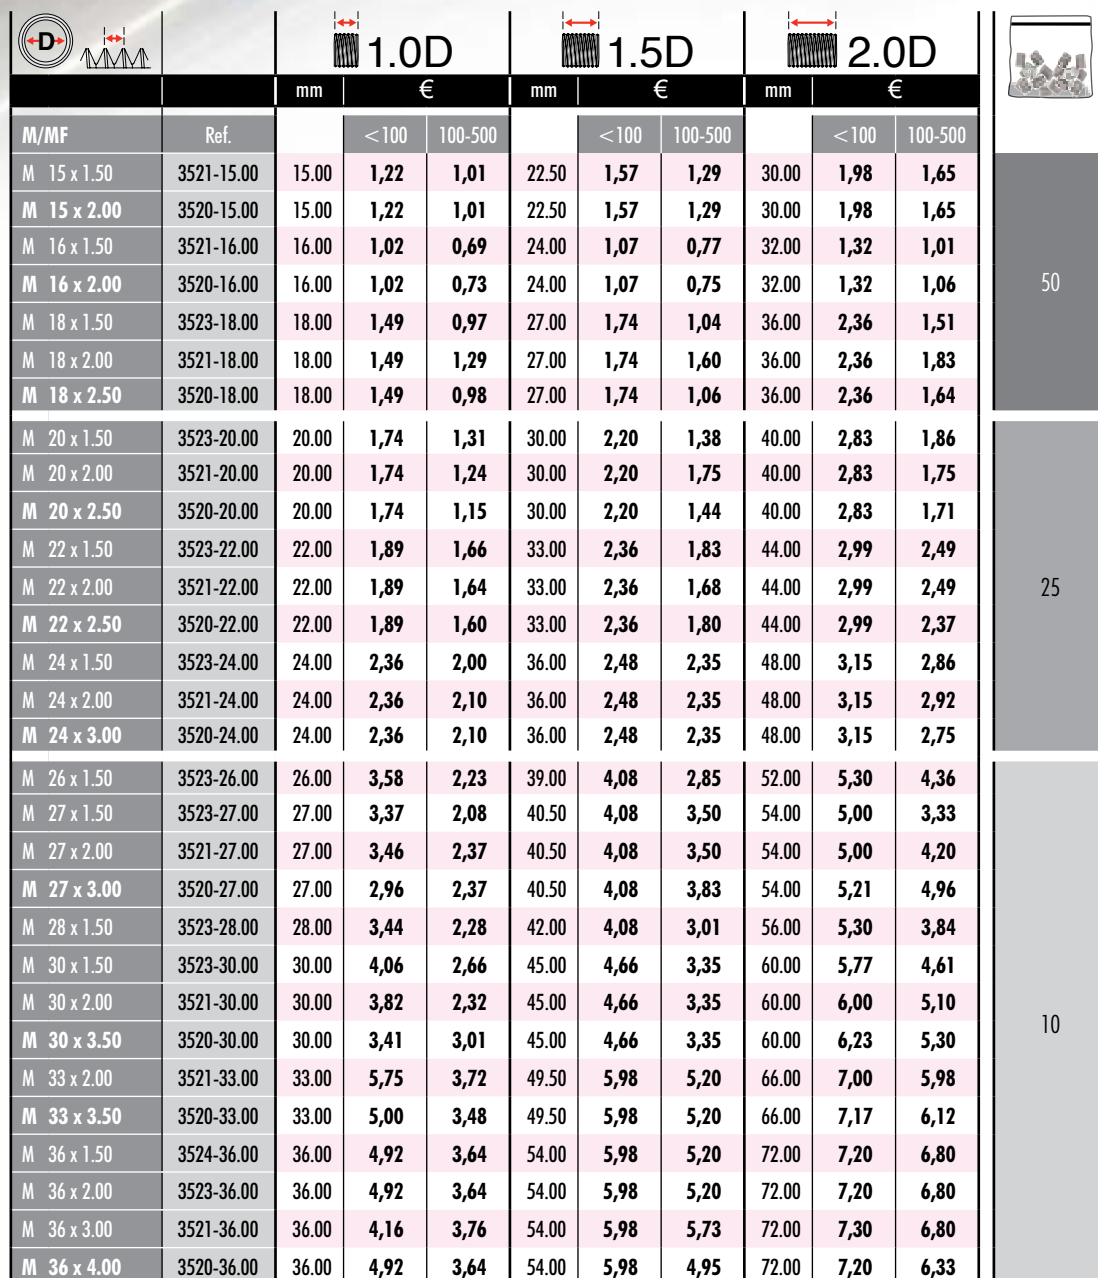 D 1.0D 1.5D 2.0D
mm € mm € mm €
M/MF Ref. <100 100-500 <100 100-500 <100 100-500
M 15 x 1.50 3521-15.00 15.00 1,22 1,01 22.50 1,57 1,29 30.00 1,98 1,65
M 15 x 2.00 3520-15.00 15.00 1,22 1,01 22.50 1,57 1,29 30.00 1,98 1,65
M 16 x 1.50 3521-16.00 16.00 1,02 0,69 24.00 1,07 0,77 32.00 1,32 1,01
M 16 x 2.00 3520-16.00 16.00 1,02 0,73 24.00 1,07 0,75 32.00 1,32 1,06
50
M 18 x 1.50 3523-18.00 18.00 1,49 0,97 27.00 1,74 1,04 36.00 2,36 1,51
M 18 x 2.00 3521-18.00 18.00 1,49 1,29 27.00 1,74 1,60 36.00 2,36 1,83
M 18 x 2.50 3520-18.00 18.00 1,49 0,98 27.00 1,74 1,06 36.00 2,36 1,64
M 20 x 1.50 3523-20.00 20.00 1,74 1,31 30.00 2,20 1,38 40.00 2,83 1,86
M 20 x 2.00 3521-20.00 20.00 1,74 1,24 30.00 2,20 1,75 40.00 2,83 1,75
M 20 x 2.50 3520-20.00 20.00 1,74 1,15 30.00 2,20 1,44 40.00 2,83 1,71
M 22 x 1.50 3523-22.00 22.00 1,89 1,66 33.00 2,36 1,83 44.00 2,99 2,49
M 22 x 2.00 3521-22.00 22.00 1,89 1,64 33.00 2,36 1,68 44.00 2,99 2,49
25
M 22 x 2.50 3520-22.00 22.00 1,89 1,60 33.00 2,36 1,80 44.00 2,99 2,37
M 24 x 1.50 3523-24.00 24.00 2,36 2,00 36.00 2,48 2,35 48.00 3,15 2,86
M 24 x 2.00 3521-24.00 24.00 2,36 2,10 36.00 2,48 2,35 48.00 3,15 2,92
M 24 x 3.00 3520-24.00 24.00 2,36 2,10 36.00 2,48 2,35 48.00 3,15 2,75
M 26 x 1.50 3523-26.00 26.00 3,58 2,23 39.00 4,08 2,85 52.00 5,30 4,36
M 27 x 1.50 3523-27.00 27.00 3,37 2,08 40.50 4,08 3,50 54.00 5,00 3,33
M 27 x 2.00 3521-27.00 27.00 3,46 2,37 40.50 4,08 3,50 54.00 5,00 4,20
M 27 x 3.00 3520-27.00 27.00 2,96 2,37 40.50 4,08 3,83 54.00 5,21 4,96
M 28 x 1.50 3523-28.00 28.00 3,44 2,28 42.00 4,08 3,01 56.00 5,30 3,84
M 30 x 1.50 3523-30.00 30.00 4,06 2,66 45.00 4,66 3,35 60.00 5,77 4,61
M 30 x 2.00 3521-30.00 30.00 3,82 2,32 45.00 4,66 3,35 60.00 6,00 5,10
10
M 30 x 3.50 3520-30.00 30.00 3,41 3,01 45.00 4,66 3,35 60.00 6,23 5,30
M 33 x 2.00 3521-33.00 33.00 5,75 3,72 49.50 5,98 5,20 66.00 7,00 5,98
M 33 x 3.50 3520-33.00 33.00 5,00 3,48 49.50 5,98 5,20 66.00 7,17 6,12
M 36 x 1.50 3524-36.00 36.00 4,92 3,64 54.00 5,98 5,20 72.00 7,20 6,80
M 36 x 2.00 3523-36.00 36.00 4,92 3,64 54.00 5,98 5,20 72.00 7,20 6,80
M 36 x 3.00 3521-36.00 36.00 4,16 3,76 54.00 5,98 5,73 72.00 7,30 6,80
M 36 x 4.00 3520-36.00 36.00 4,92 3,64 54.00 5,98 4,95 72.00 7,20 6,33